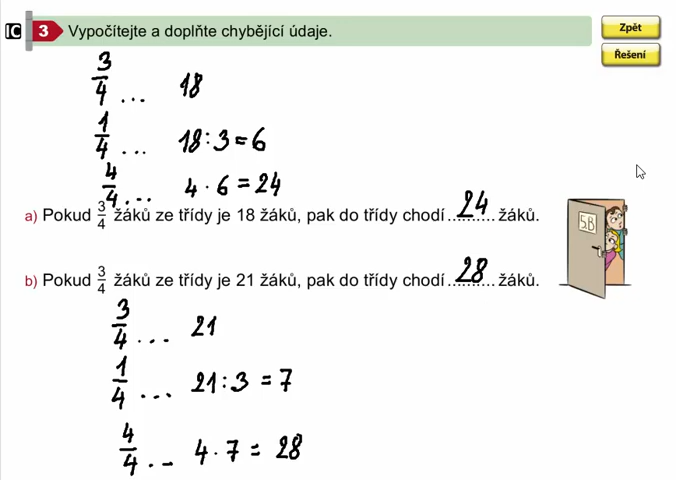 IC 3 Vypočítejte a doplňte chybějící údaje.
Zpět
Řešení
3/4 ... 18
1/4 ... 18:3=6
4/4 ... 4·6=24
a) Pokud 3/4 žáků ze třídy je 18 žáků, pak do třídy chodí 24 žáků.
5.B
b) Pokud 3/4 žáků ze třídy je 21 žáků, pak do třídy chodí 28 žáků.
3/4 ... 21
1/4 ... 21:3=7
4/4 ... 4·7=28